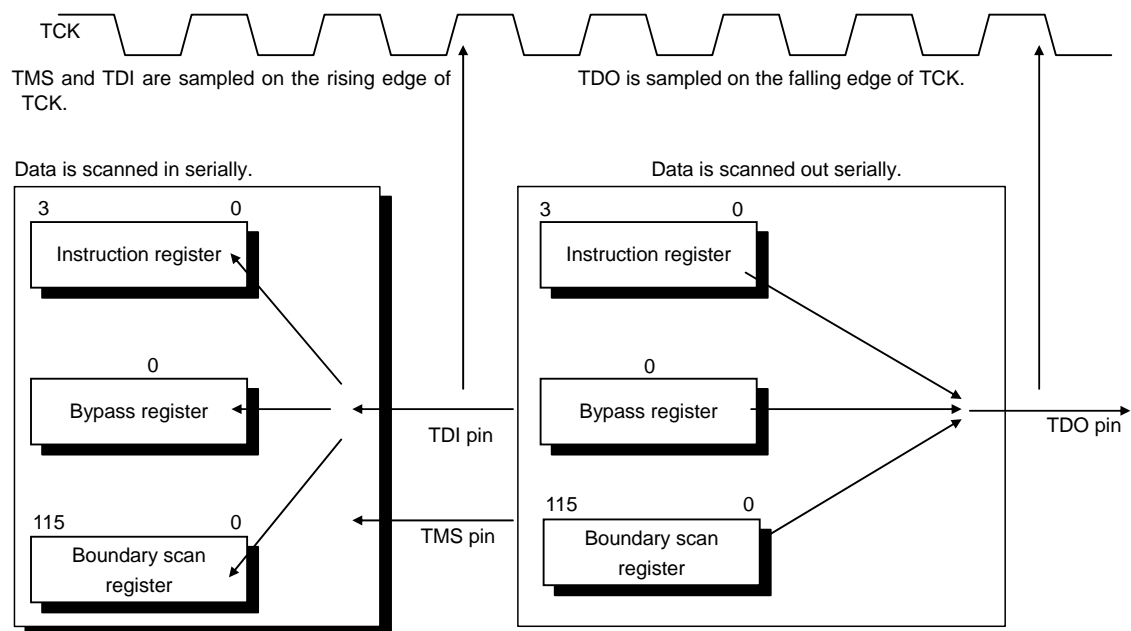 TCK
TMS and TDI are sampled on the rising edge of
TCK.
TDO is sampled on the falling edge of TCK.
Data is scanned in serially.
3 0
Instruction register
0
Bypass register
115 0
Boundary scan
register
TDI pin
TMS pin
Data is scanned out serially.
3 0
Instruction register
0
Bypass register
115 0
Boundary scan
register
TDO pin